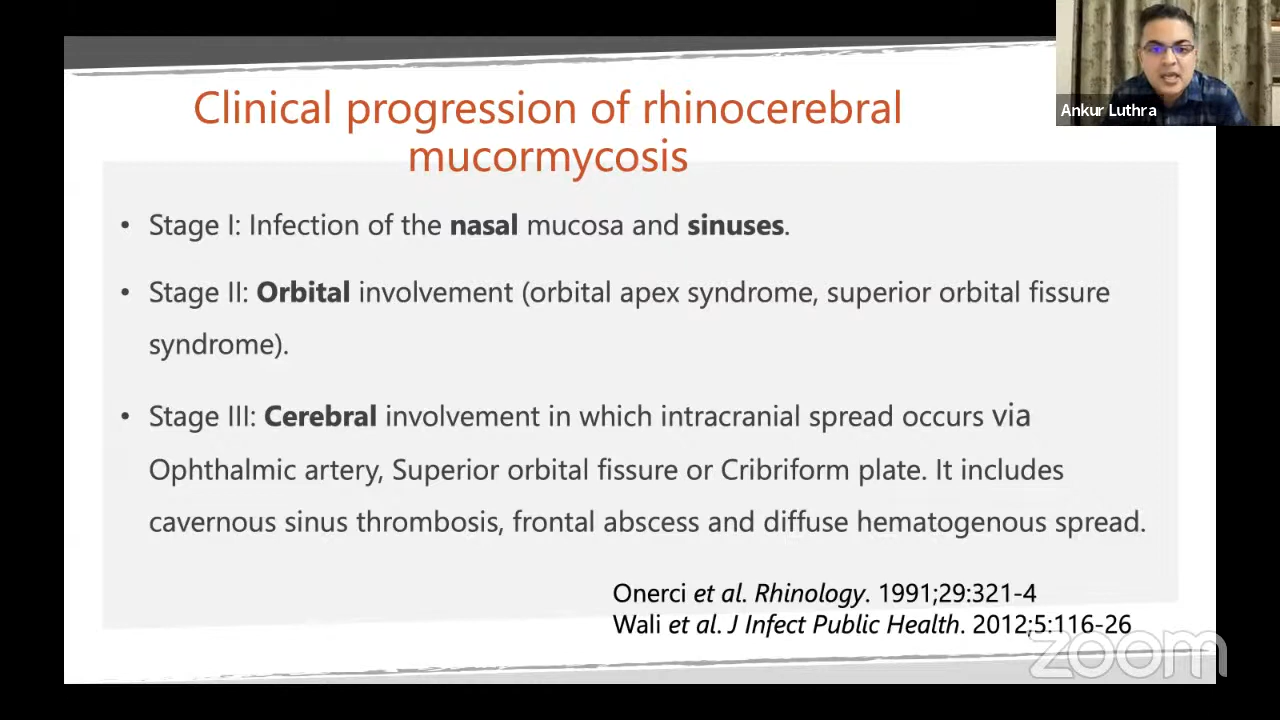 Clinical progression of rhinocerebral
mucormycosis
Ankur Luthra
• Stage I: Infection of the nasal mucosa and sinuses.
• Stage II: Orbital involvement (orbital apex syndrome, superior orbital fissure
syndrome).
• Stage III: Cerebral involvement in which intracranial spread occurs via
Ophthalmic artery, Superior orbital fissure or Cribriform plate. It includes
cavernous sinus thrombosis, frontal abscess and diffuse hematogenous spread.
Onerci et al. Rhinology. 1991;29:321-4
Wali et al. J Infect Public Health. 2012;5:116-26
zoom